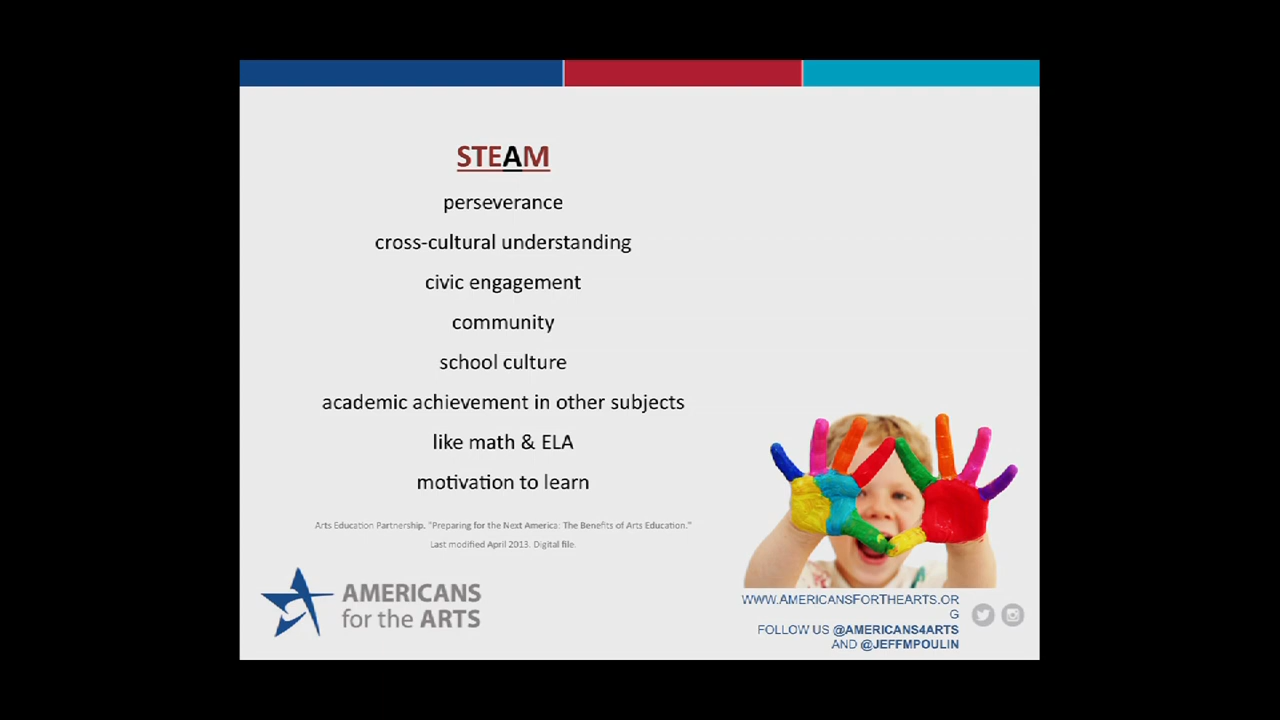 STEAM
perseverance
cross-cultural understanding
civic engagement
community
school culture
academic achievement in other subjects
like math & ELA
motivation to learn
Arts Education Partnership. "Preparing for the Next America: The Benefits of Arts Education."
Last modified April 2013. Digital file.
AMERICANS
for the ARTS
WWW.AMERICANSFORTHEARTS.OR
G
FOLLOW US @AMERICANS4ARTS
AND @JEFFMPOULIN